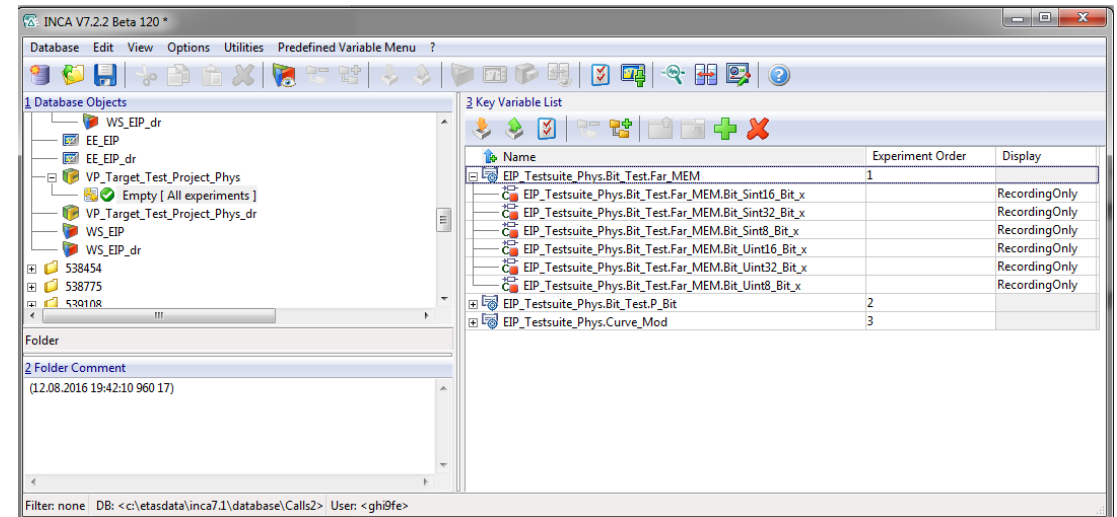 INCA V7.2.2 Beta 120 *
Database Edit View Options Utilities Predefined Variable Menu ?
1 Database Objects
WS_EIP_dr
EE_EIP
EE_EIP_dr
VP_Target_Test_Project_Phys
Empty [ All experiments ]
VP_Target_Test_Project_Phys_dr
WS_EIP
WS_EIP_dr
538454
538775
539108
Folder
2 Folder Comment
(12.08.2016 19:42:10 960 17)
3 Key Variable List
Name Experiment Order Display
EIP_Testsuite_Phys.Bit_Test.Far_MEM 1
EIP_Testsuite_Phys.Bit_Test.Far_MEM.Bit_Sint16_Bit_x RecordingOnly
EIP_Testsuite_Phys.Bit_Test.Far_MEM.Bit_Sint32_Bit_x RecordingOnly
EIP_Testsuite_Phys.Bit_Test.Far_MEM.Bit_Sint8_Bit_x RecordingOnly
EIP_Testsuite_Phys.Bit_Test.Far_MEM.Bit_Uint16_Bit_x RecordingOnly
EIP_Testsuite_Phys.Bit_Test.Far_MEM.Bit_Uint32_Bit_x RecordingOnly
EIP_Testsuite_Phys.Bit_Test.Far_MEM.Bit_Uint8_Bit_x RecordingOnly
EIP_Testsuite_Phys.Bit_Test.P_Bit 2
EIP_Testsuite_Phys.Curve_Mod 3
Filter: none DB: <c:\etasdata\inca7.1\database\Calls2> User: <ghi9fe>